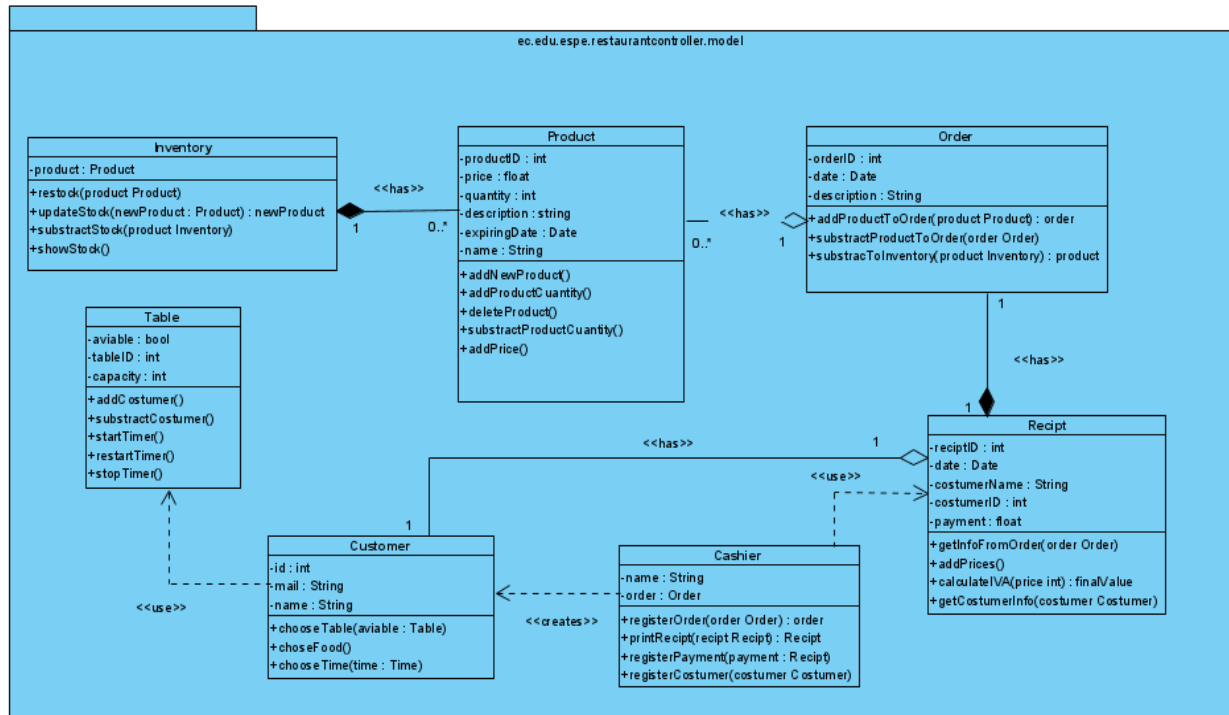 ec.edu.espe.restaurantcontroller.model
Inventory
-product : Product
+restock(product Product)
+updateStock(newProduct : Product) : newProduct
+substractStock(product Inventory)
+showStock()
<<has>>
1
0..*
Product
-productID : int
-price : float
-quantity : int
-description : string
-expiringDate : Date
-name : String
+addNewProduct()
+addProductCuantity()
+deleteProduct()
+substractProductCuantity()
+addPrice()
<<has>>
0..*
1
Order
-orderID : int
-date : Date
-description : String
+addProductToOrder(product Product) : order
+substractProductToOrder(order Order)
+substracToInventory(product Inventory) : product
1
<<has>>
1
Table
-aviable : bool
-tableID : int
-capacity : int
+addCostumer()
+substractCostumer()
+startTimer()
+restartTimer()
+stopTimer()
<<has>>
1
1
<<use>>
Recipt
-reciptID : int
-date : Date
-costumerName : String
-costumerID : int
-payment : float
+getInfoFromOrder(order Order)
+addPrices()
+calculateIVA(price int) : finalValue
+getCostumerInfo(costumer Costumer)
<<use>>
Customer
-id : int
-mail : String
-name : String
+chooseTable(aviable : Table)
+choseFood()
+chooseTime(time : Time)
<<creates>>
Cashier
-name : String
-order : Order
+registerOrder(order Order) : order
+printRecipt(recipt Recipt) : Recipt
+registerPayment(payment : Recipt)
+registerCostumer(costumer Costumer)